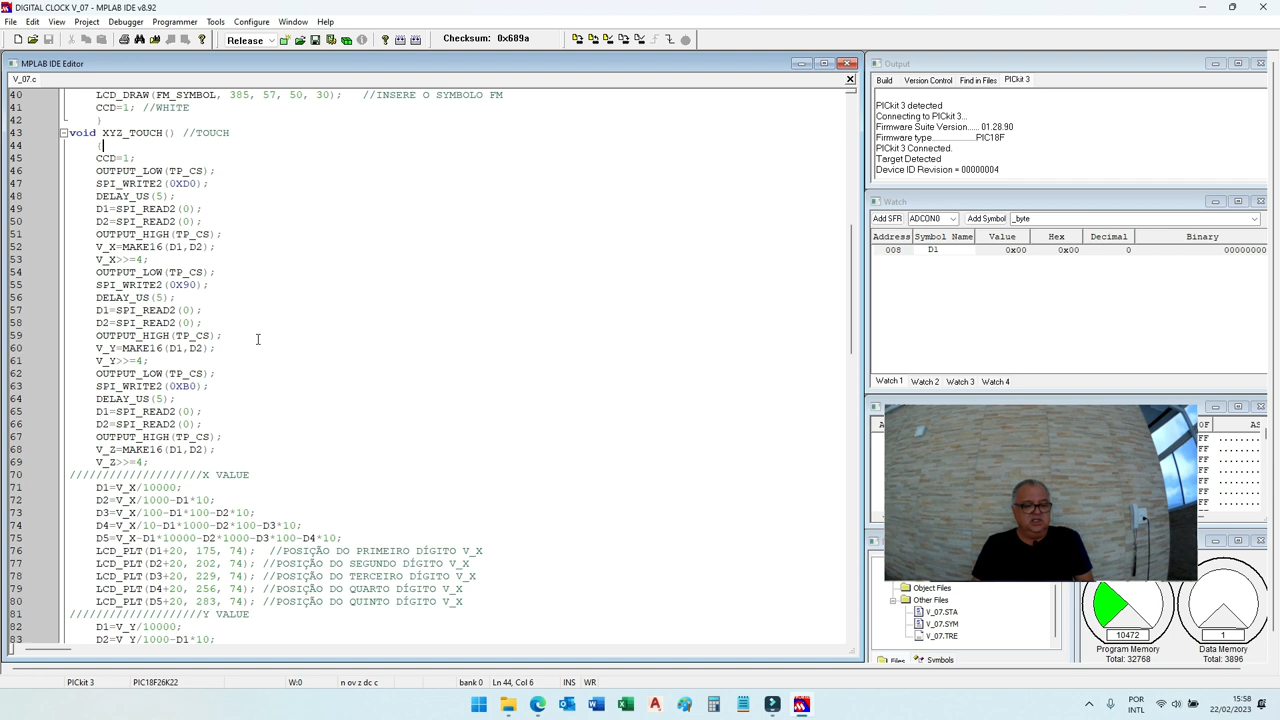 DIGITAL CLOCK V_07 - MPLAB IDE v8.92
File Edit View Project Debugger Programmer Tools Configure Window Help
Release Checksum: 0x689a
MPLAB IDE Editor
V_07.c
40 LCD_DRAW(FM_SYMBOL, 385, 57, 50, 30); //INSERE O SYMBOLO FM
41 CCD=1; //WHITE
42 }
43 void XYZ_TOUCH() //TOUCH
44 {
45 CCD=1;
46 OUTPUT_LOW(TP_CS);
47 SPI_WRITE2(0XD0);
48 DELAY_US(5);
49 D1=SPI_READ2(0);
50 D2=SPI_READ2(0);
51 OUTPUT_HIGH(TP_CS);
52 V_X=MAKE16(D1,D2);
53 V_X>>=4;
54 OUTPUT_LOW(TP_CS);
55 SPI_WRITE2(0X90);
56 DELAY_US(5);
57 D1=SPI_READ2(0);
58 D2=SPI_READ2(0);
59 OUTPUT_HIGH(TP_CS);
60 V_Y=MAKE16(D1,D2);
61 V_Y>>=4;
62 OUTPUT_LOW(TP_CS);
63 SPI_WRITE2(0XB0);
64 DELAY_US(5);
65 D1=SPI_READ2(0);
66 D2=SPI_READ2(0);
67 OUTPUT_HIGH(TP_CS);
68 V_Z=MAKE16(D1,D2);
69 V_Z>>=4;
70 ////////////////////X VALUE
71 D1=V_X/10000;
72 D2=V_X/1000-D1*10;
73 D3=V_X/100-D1*100-D2*10;
74 D4=V_X/10-D1*1000-D2*100-D3*10;
75 D5=V_X-D1*10000-D2*1000-D3*100-D4*10;
76 LCD_PLT(D1+20, 175, 74); //POSIÇÃO DO PRIMEIRO DÍGITO V_X
77 LCD_PLT(D2+20, 202, 74); //POSIÇÃO DO SEGUNDO DÍGITO V_X
78 LCD_PLT(D3+20, 229, 74); //POSIÇÃO DO TERCEIRO DÍGITO V_X
79 LCD_PLT(D4+20, 256, 74); //POSIÇÃO DO QUARTO DÍGITO V_X
80 LCD_PLT(D5+20, 283, 74); //POSIÇÃO DO QUINTO DÍGITO V_X
81 ////////////////////Y VALUE
82 D1=V_Y/10000;
83 D2=V_Y/1000-D1*10;
Output
Build Version Control Find in Files PICkit 3
PICkit 3 detected
Connecting to PICkit 3...
Firmware Suite Version...... 01.28.90
Firmware type..................PIC18F
PICkit 3 Connected.
Target Detected
Device ID Revision = 00000004
Watch
Add SFR ADCON0 Add Symbol _byte
Address Symbol Name Value Hex Decimal Binary
008 D1 0x00 0x00 0 00000000
Watch 1 Watch 2 Watch 3 Watch 4
0F
FF ........
FF ........
FF ........
FF ........
FF ........
FF ........
Object Files
Other Files
V_07.STA
V_07.SYM
V_07.TRE
Files Symbols
10472
Program Memory
Total: 32768
1
Data Memory
Total: 3896
PICkit 3 PIC18F26K22 W:0 n ov z dc c bank 0 Ln 44, Col 6 INS WR
POR
INTL
15:58
22/02/2023